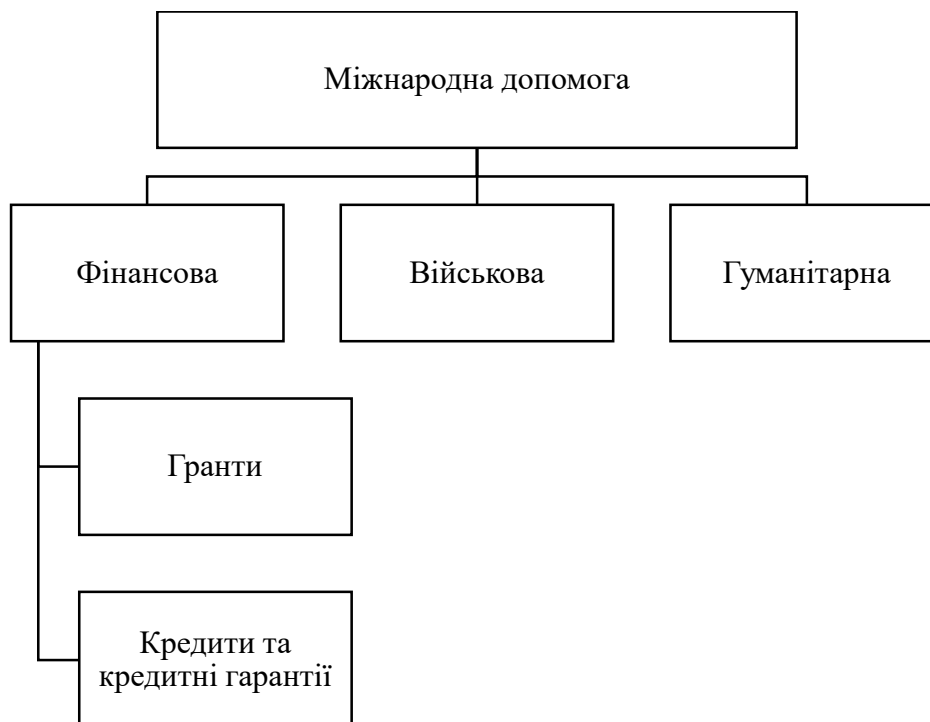 Міжнародна допомога
Фінансова
Військова
Гуманітарна
Гранти
Кредити та
кредитні гарантії